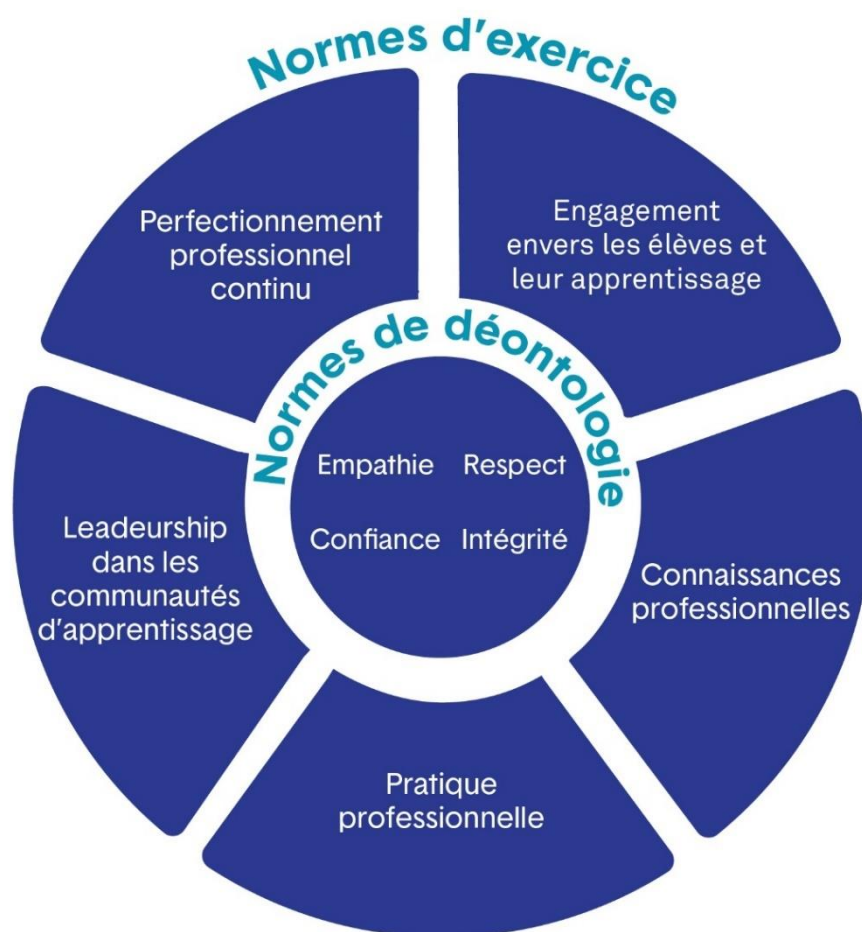 Normes d'exercice
Perfectionnement
professionnel
continu
Engagement
envers les élèves et
leur apprentissage
Normes de déontologie
Empathie Respect
Confiance Intégrité
Leadeurship
dans les
communautés
d'apprentissage
Connaissances
professionnelles
Pratique
professionnelle